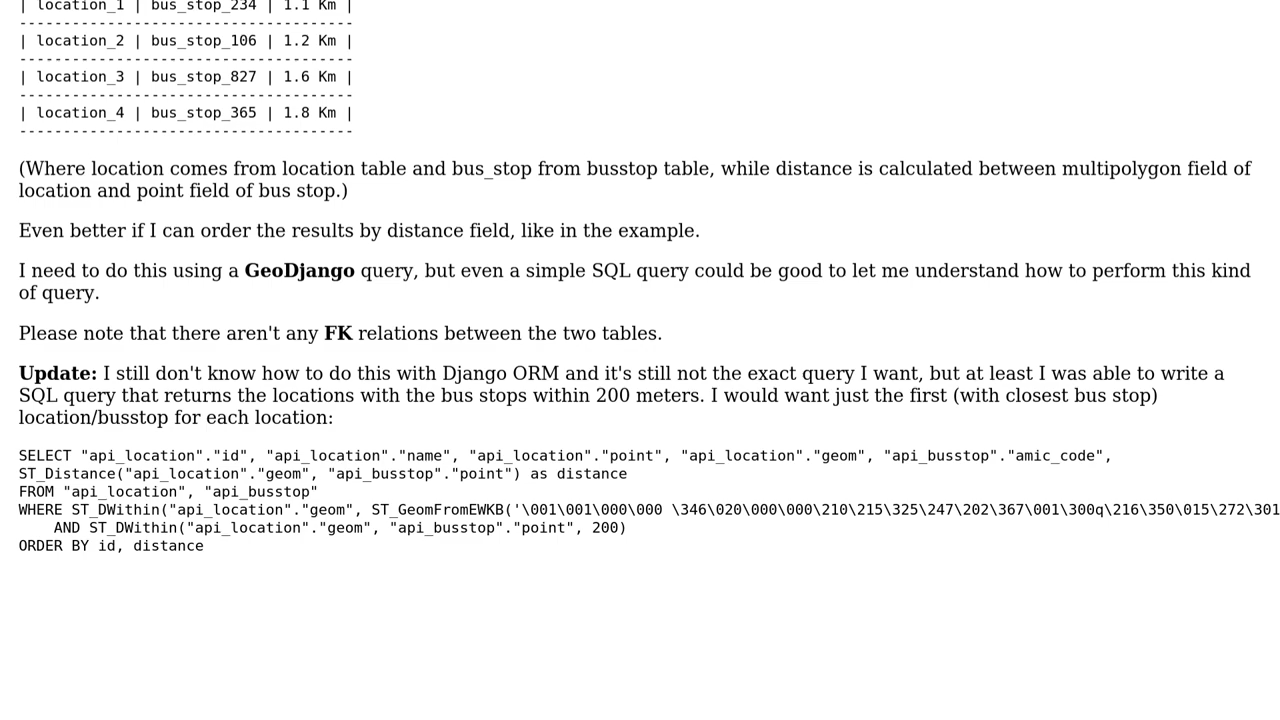 | location_1 | bus_stop_234 | 1.1 Km |
--------------------------------------
| location_2 | bus_stop_106 | 1.2 Km |
--------------------------------------
| location_3 | bus_stop_827 | 1.6 Km |
--------------------------------------
| location_4 | bus_stop_365 | 1.8 Km |
--------------------------------------
(Where location comes from location table and bus_stop from busstop table, while distance is calculated between multipolygon field of
location and point field of bus stop.)
Even better if I can order the results by distance field, like in the example.
I need to do this using a GeoDjango query, but even a simple SQL query could be good to let me understand how to perform this kind
of query.
Please note that there aren't any FK relations between the two tables.
Update: I still don't know how to do this with Django ORM and it's still not the exact query I want, but at least I was able to write a
SQL query that returns the locations with the bus stops within 200 meters. I would want just the first (with closest bus stop)
location/busstop for each location:
SELECT "api_location"."id", "api_location"."name", "api_location"."point", "api_location"."geom", "api_busstop"."amic_code",
ST_Distance("api_location"."geom", "api_busstop"."point") as distance
FROM "api_location", "api_busstop"
WHERE ST_DWithin("api_location"."geom", ST_GeomFromEWKB('\001\001\000\000 \346\020\000\000\210\215\325\247\202\367\001\300q\216\350\015\272\301
    AND ST_DWithin("api_location"."geom", "api_busstop"."point", 200)
ORDER BY id, distance